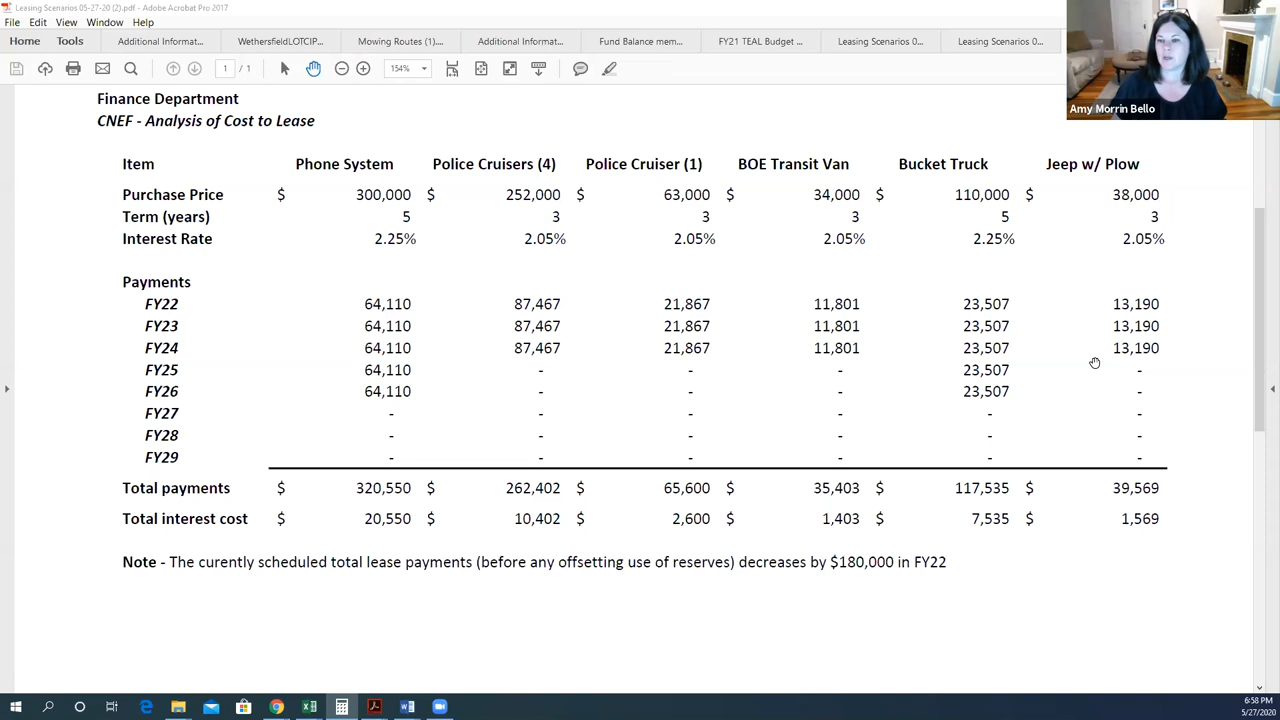 Leasing Scenarios 05-27-20 (2).pdf - Adobe Acrobat Pro 2017
File Edit View Window Help
Home Tools Additional Informat... WethersfieldLOTCIP... Mowing Routes (1).... Additional Informat... Fund Balance mem... FY21 TEAL Budget ... Leasing Scenarios 0... Leasing Scenarios 0...
1 / 1 154%
Amy Morrin Bello
Finance Department
CNEF - Analysis of Cost to Lease
Item Phone System Police Cruisers (4) Police Cruiser (1) BOE Transit Van Bucket Truck Jeep w/ Plow
Purchase Price $ 300,000 $ 252,000 $ 63,000 $ 34,000 $ 110,000 $ 38,000
Term (years) 5 3 3 3 5 3
Interest Rate 2.25% 2.05% 2.05% 2.05% 2.25% 2.05%
Payments
FY22 64,110 87,467 21,867 11,801 23,507 13,190
FY23 64,110 87,467 21,867 11,801 23,507 13,190
FY24 64,110 87,467 21,867 11,801 23,507 13,190
FY25 64,110 - - - 23,507 -
FY26 64,110 - - - 23,507 -
FY27 - - - - - -
FY28 - - - - - -
FY29 - - - - - -
Total payments $ 320,550 $ 262,402 $ 65,600 $ 35,403 $ 117,535 $ 39,569
Total interest cost $ 20,550 $ 10,402 $ 2,600 $ 1,403 $ 7,535 $ 1,569
Note - The curently scheduled total lease payments (before any offsetting use of reserves) decreases by $180,000 in FY22
6:58 PM
5/27/2020